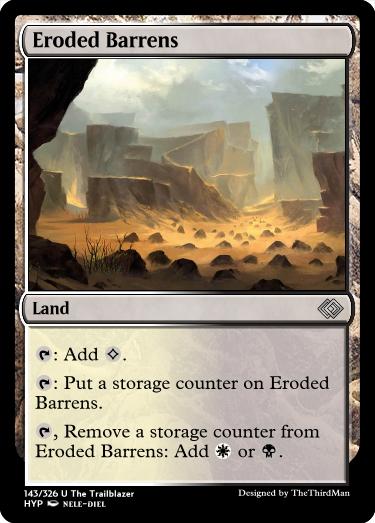 Eroded Barrens
Land
: Add .
: Put a storage counter on Eroded
Barrens.
, Remove a storage counter from
Eroded Barrens: Add or .
143/326 U The Trailblazer
Designed by TheThirdMan
HYP NELE-DIEL